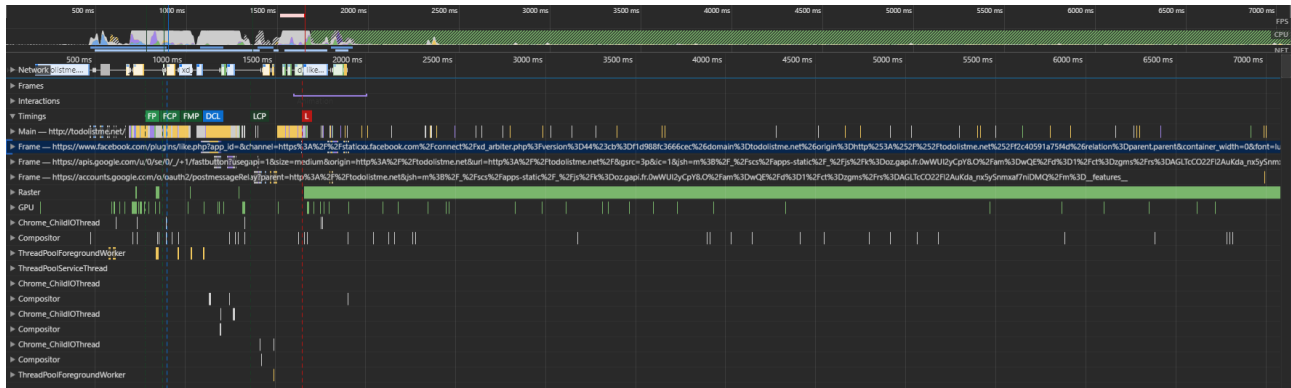 500 ms 1000 ms 1500 ms 2000 ms 2500 ms 3000 ms 3500 ms 4000 ms 4500 ms 5000 ms 5500 ms 6000 ms 6500 ms 7000 ms
FPS
CPU
NET
500 ms 1000 ms 1500 ms 2000 ms 2500 ms 3000 ms 3500 ms 4000 ms 4500 ms 5000 ms 5500 ms 6000 ms 6500 ms 7000 ms
Network olistme... xd like...
Frames
Interactions
Timings FP FCP FMP DCL LCP L
Main — http://todolistme.net/
Frame — https://www.facebook.com/plugins/like.php?app_id=&channel=https%3A%2F%2Fstaticxx.facebook.com%2Fconnect%2Fxd_arbiter.php%3Fversion%3D44%23cb%3Df1d988fc3666cec%26domain%3Dtodolistme.net%26origin%3Dhttp%253A%252F%252Ftodolistme.net%252Ff2c40591a75f4d%26relation%3Dparent.parent&container_width=0&font=lu
Frame — https://apis.google.com/u/0/se/0/_/+1/fastbutton?usegapi=1&size=medium&origin=http%3A%2F%2Ftodolistme.net&url=http%3A%2F%2Ftodolistme.net%2F&gsrc=3p&ic=1&jsh=m%3B%2F_%2Fscs%2Fapps-static%2F_%2Fjs%2Fk%3Doz.gapi.fr.0wWUl2yCpY8.O%2Fam%3DwQE%2Fd%3D1%2Fct%3Dzgms%2Frs%3DAGLTcCO22Fl2AuKda_nx5ySnm
Frame — https://accounts.google.com/o/oauth2/postmessageRelay?parent=http%3A%2F%2Ftodolistme.net&jsh=m%3B%2F_%2Fscs%2Fapps-static%2F_%2Fjs%2Fk%3Doz.gapi.fr.0wWUl2yCpY8.O%2Fam%3DwQE%2Fd%3D1%2Fct%3Dzgms%2Frs%3DAGLTcCO22Fl2AuKda_nx5ySnmxaf7niDMQ%2Fm%3D__features__
Raster
GPU
Chrome_ChildIOThread
Compositor
ThreadPoolForegroundWorker
ThreadPoolServiceThread
Chrome_ChildIOThread
Compositor
Chrome_ChildIOThread
Compositor
Chrome_ChildIOThread
Compositor
ThreadPoolForegroundWorker